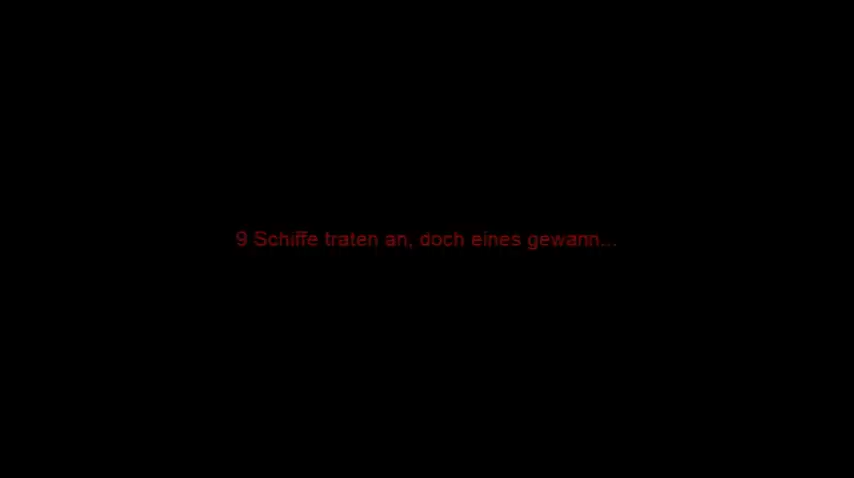 9 Schiffe traten an, doch eines gewann...